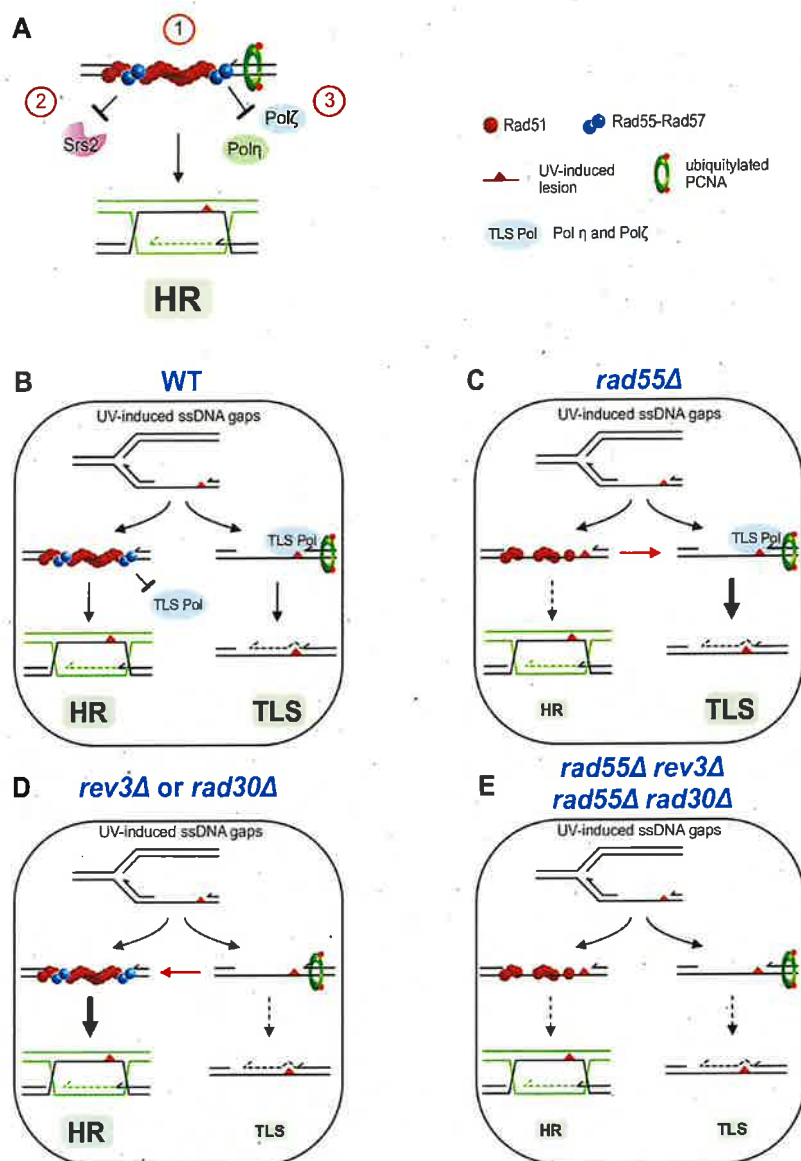 A
1
2
3
Srs2
Polζ
Polη
HR
Rad51
Rad55-Rad57
UV-induced
lesion
ubiquitylated
PCNA
TLS Pol
Pol η and Polζ
B
WT
UV-induced ssDNA gaps
TLS Pol
TLS Pol
HR
TLS
C
rad55Δ
UV-induced ssDNA gaps
TLS Pol
HR
TLS
D
rev3Δ or rad30Δ
UV-induced ssDNA gaps
HR
TLS
E
rad55Δ rev3Δ
rad55Δ rad30Δ
UV-induced ssDNA gaps
HR
TLS